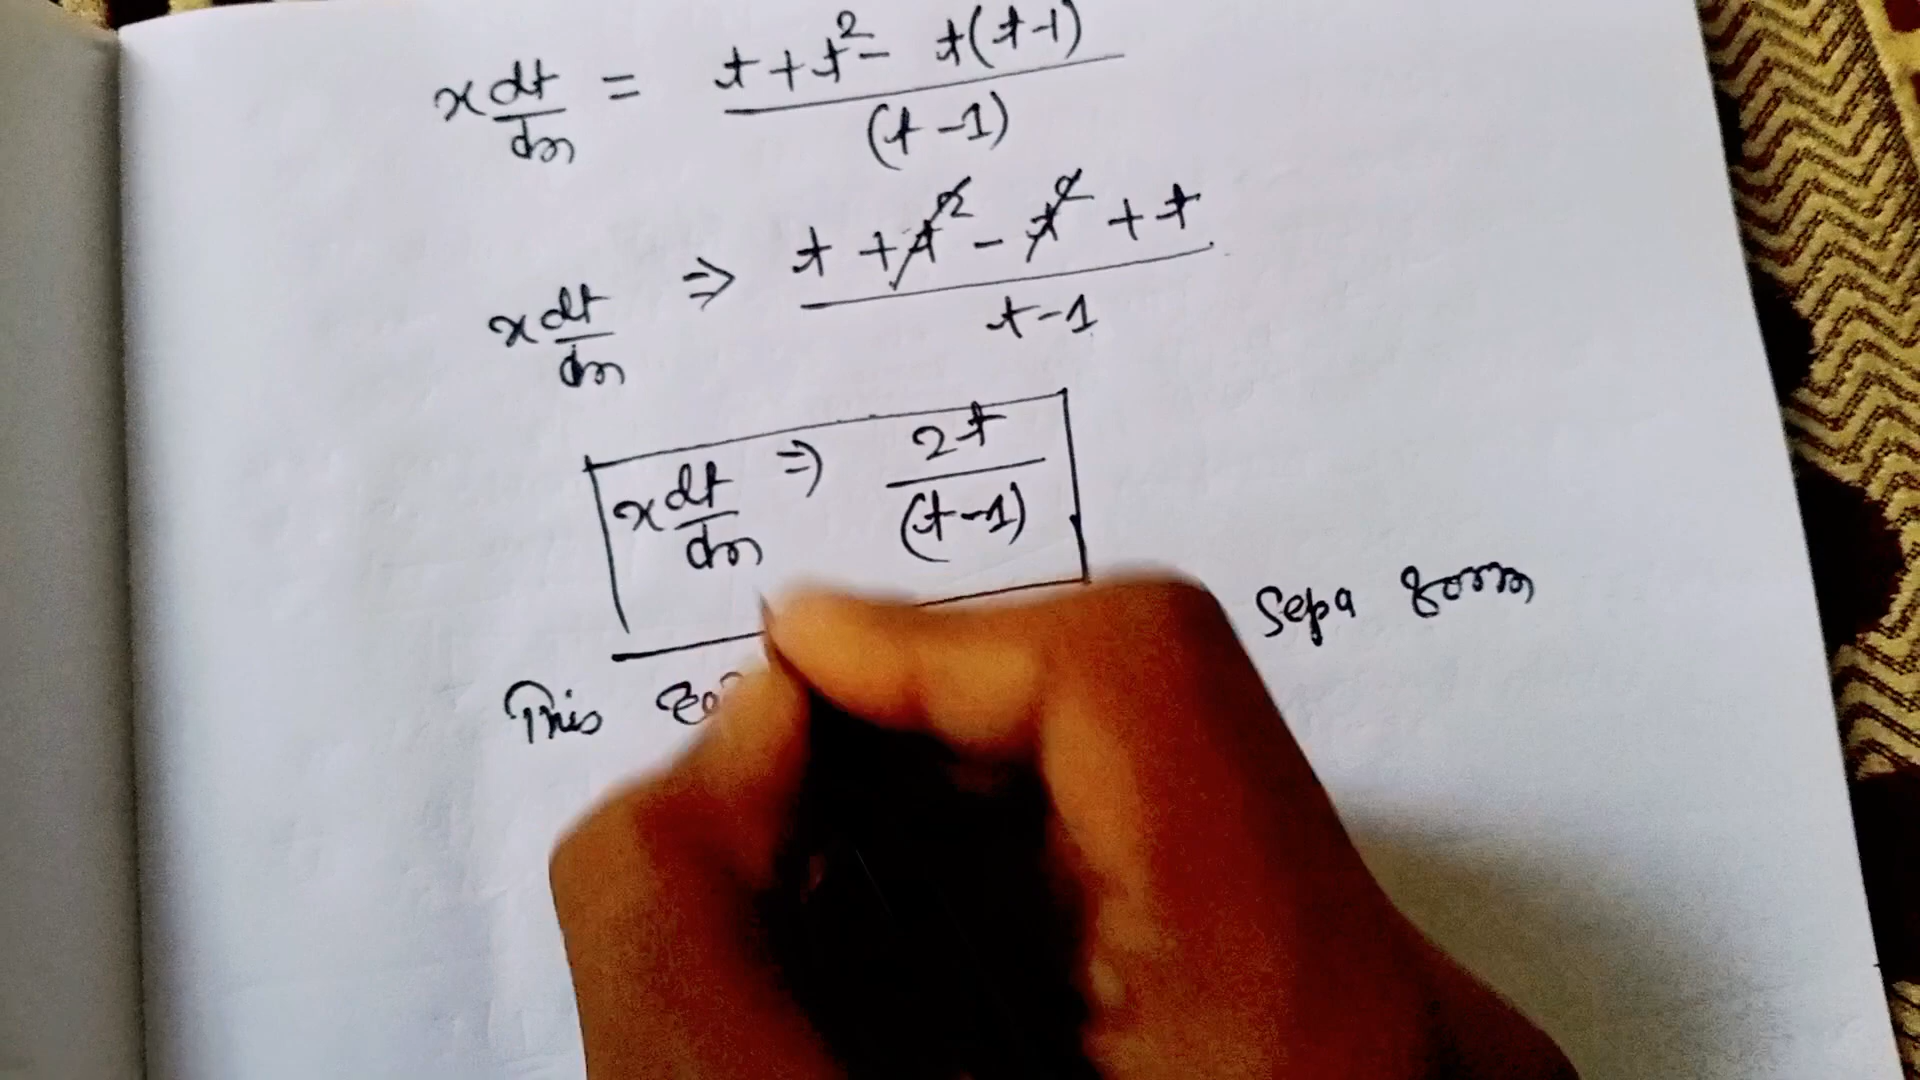 x dt/dx = t + t² - t(t-1) / (t-1)
x dt/dx ⇒ t + t² - t² + t / t-1
x dt/dx ⇒ 2t / (t-1)
This Sepa form